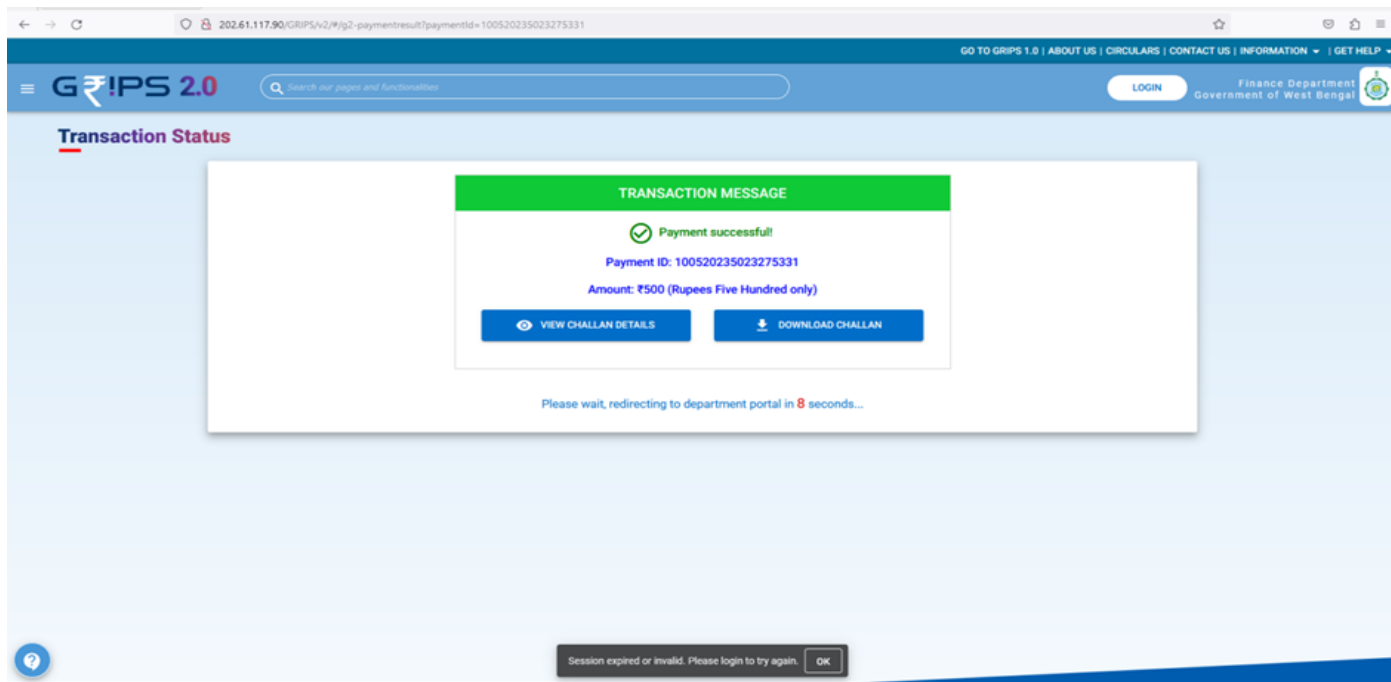 202.61.117.90/GRIPS/v2/#/g2-paymentresult?paymentId=100520235023275331
GO TO GRIPS 1.0 | ABOUT US | CIRCULARS | CONTACT US | INFORMATION | GET HELP
G₹!PS 2.0
Search our pages and functionalities
LOGIN
Finance Department
Government of West Bengal
Transaction Status
TRANSACTION MESSAGE
Payment successful!
Payment ID: 100520235023275331
Amount: ₹500 (Rupees Five Hundred only)
VIEW CHALLAN DETAILS
DOWNLOAD CHALLAN
Please wait, redirecting to department portal in 8 seconds...
Session expired or invalid. Please login to try again. OK